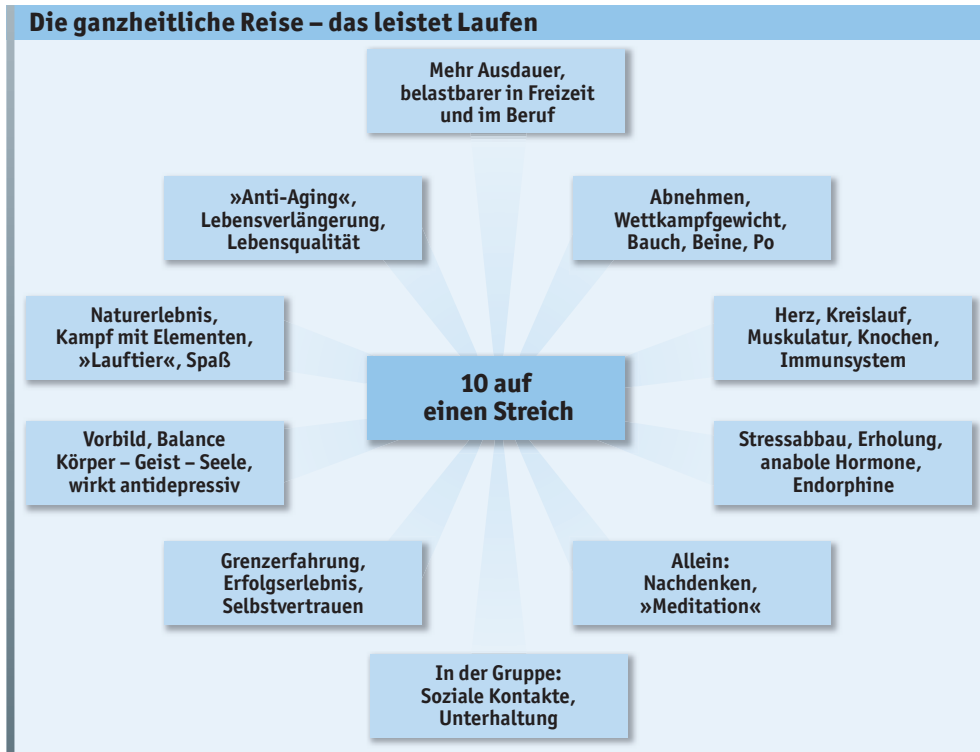 Die ganzheitliche Reise – das leistet Laufen
Mehr Ausdauer,
belastbarer in Freizeit
und im Beruf
»Anti-Aging«,
Lebensverlängerung,
Lebensqualität
Abnehmen,
Wettkampfgewicht,
Bauch, Beine, Po
Naturerlebnis,
Kampf mit Elementen,
»Lauftier«, Spaß
Herz, Kreislauf,
Muskulatur, Knochen,
Immunsystem
10 auf
einen Streich
Vorbild, Balance
Körper – Geist – Seele,
wirkt antidepressiv
Stressabbau, Erholung,
anabole Hormone,
Endorphine
Grenzerfahrung,
Erfolgserlebnis,
Selbstvertrauen
Allein:
Nachdenken,
»Meditation«
In der Gruppe:
Soziale Kontakte,
Unterhaltung